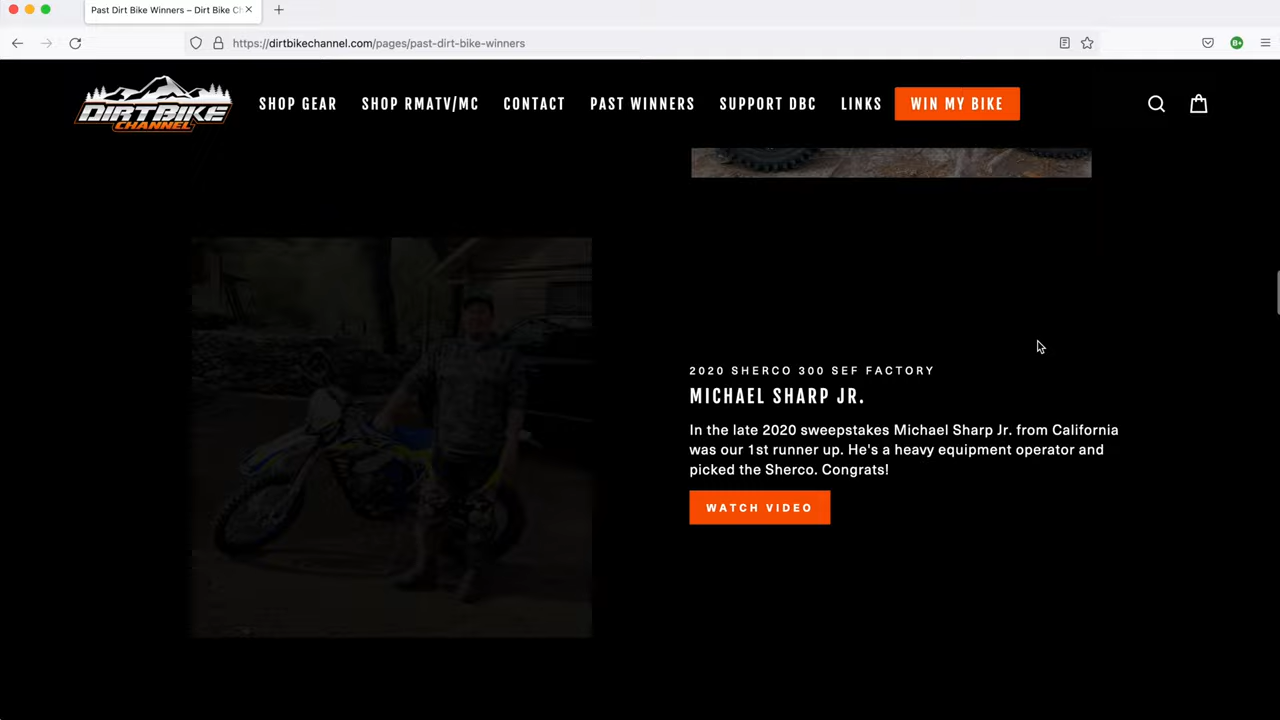 Past Dirt Bike Winners – Dirt Bike Ch
https://dirtbikechannel.com/pages/past-dirt-bike-winners
DIRTBIKE
CHANNEL
SHOP GEAR
SHOP RMATV/MC
CONTACT
PAST WINNERS
SUPPORT DBC
LINKS
WIN MY BIKE
2020 SHERCO 300 SEF FACTORY
MICHAEL SHARP JR.
In the late 2020 sweepstakes Michael Sharp Jr. from California
was our 1st runner up. He's a heavy equipment operator and
picked the Sherco. Congrats!
WATCH VIDEO